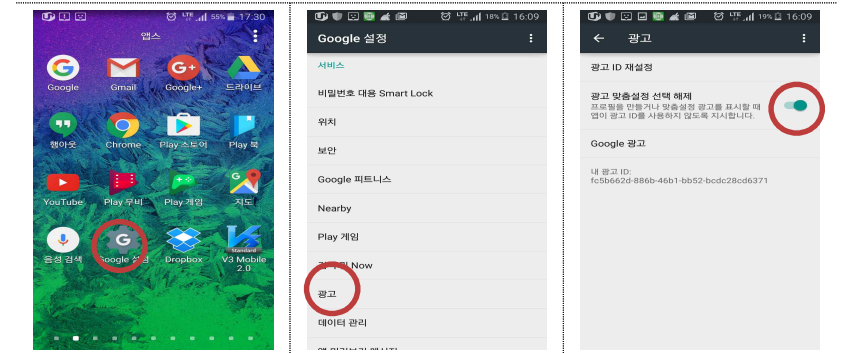 LTE 55% 17:30
앱스
Google Gmail Google+ 드라이브
행아웃 Chrome Play 스토어 Play 북
YouTube Play 무비 Play 게임 지도
Standard
음성 검색 Google 설정 Dropbox V3 Mobile 2.0
LTE 18% 16:09
Google 설정
서비스
비밀번호 대용 Smart Lock
위치
보안
Google 피트니스
Nearby
Play 게임
Now
광고
데이터 관리
LTE 19% 16:09
광고
광고 ID 재설정
광고 맞춤설정 선택 해제
프로필을 만들거나 맞춤설정 광고를 표시할 때
앱이 광고 ID를 사용하지 않도록 지시합니다.
Google 광고
내 광고 ID:
fc5b662d-886b-46b1-bb52-bcdc28cd6371